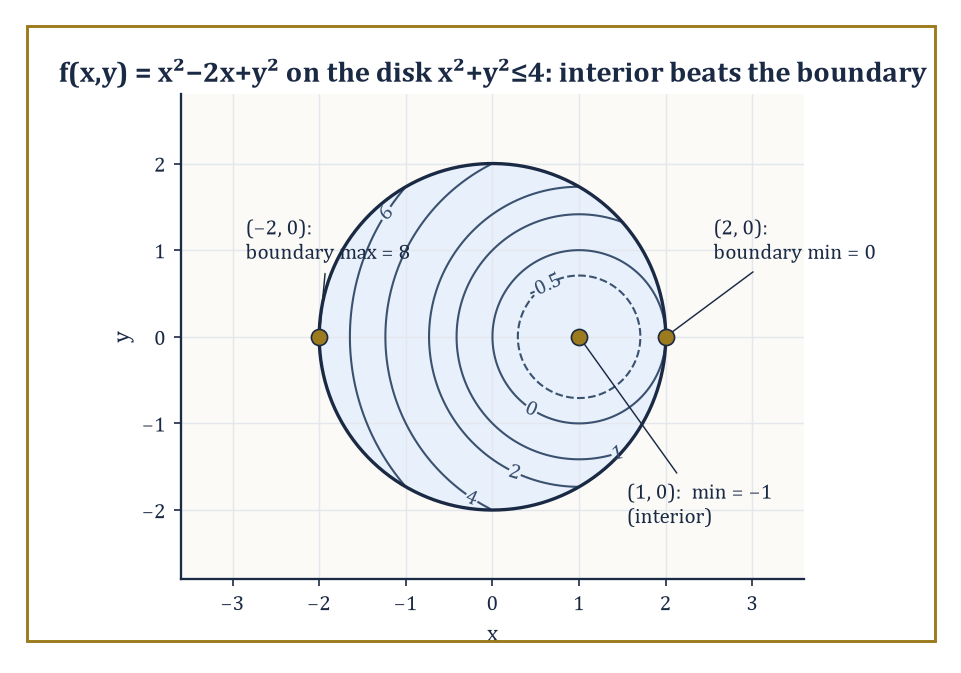 f(x,y) = x²−2x+y² on the disk x²+y²≤4: interior beats the boundary
2
1
0
−1
−2
y
(−2, 0):
boundary max = 8
(2, 0):
boundary min = 0
6
-0.5
0
1
2
4
(1, 0):  min = −1
(interior)
−3
−2
−1
0
1
2
3
x